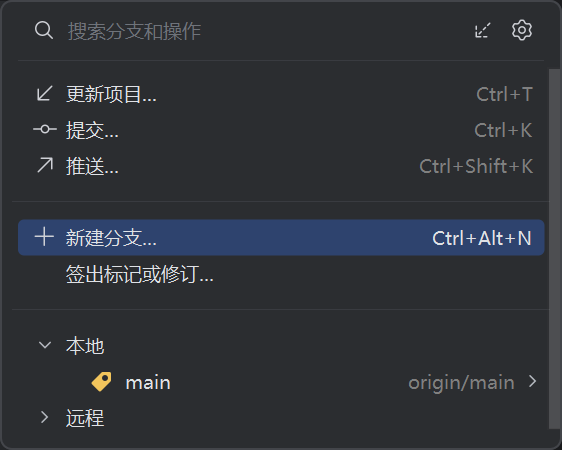 搜索分支和操作
更新项目... Ctrl+T
提交... Ctrl+K
推送... Ctrl+Shift+K
新建分支... Ctrl+Alt+N
签出标记或修订...
本地
main origin/main
远程